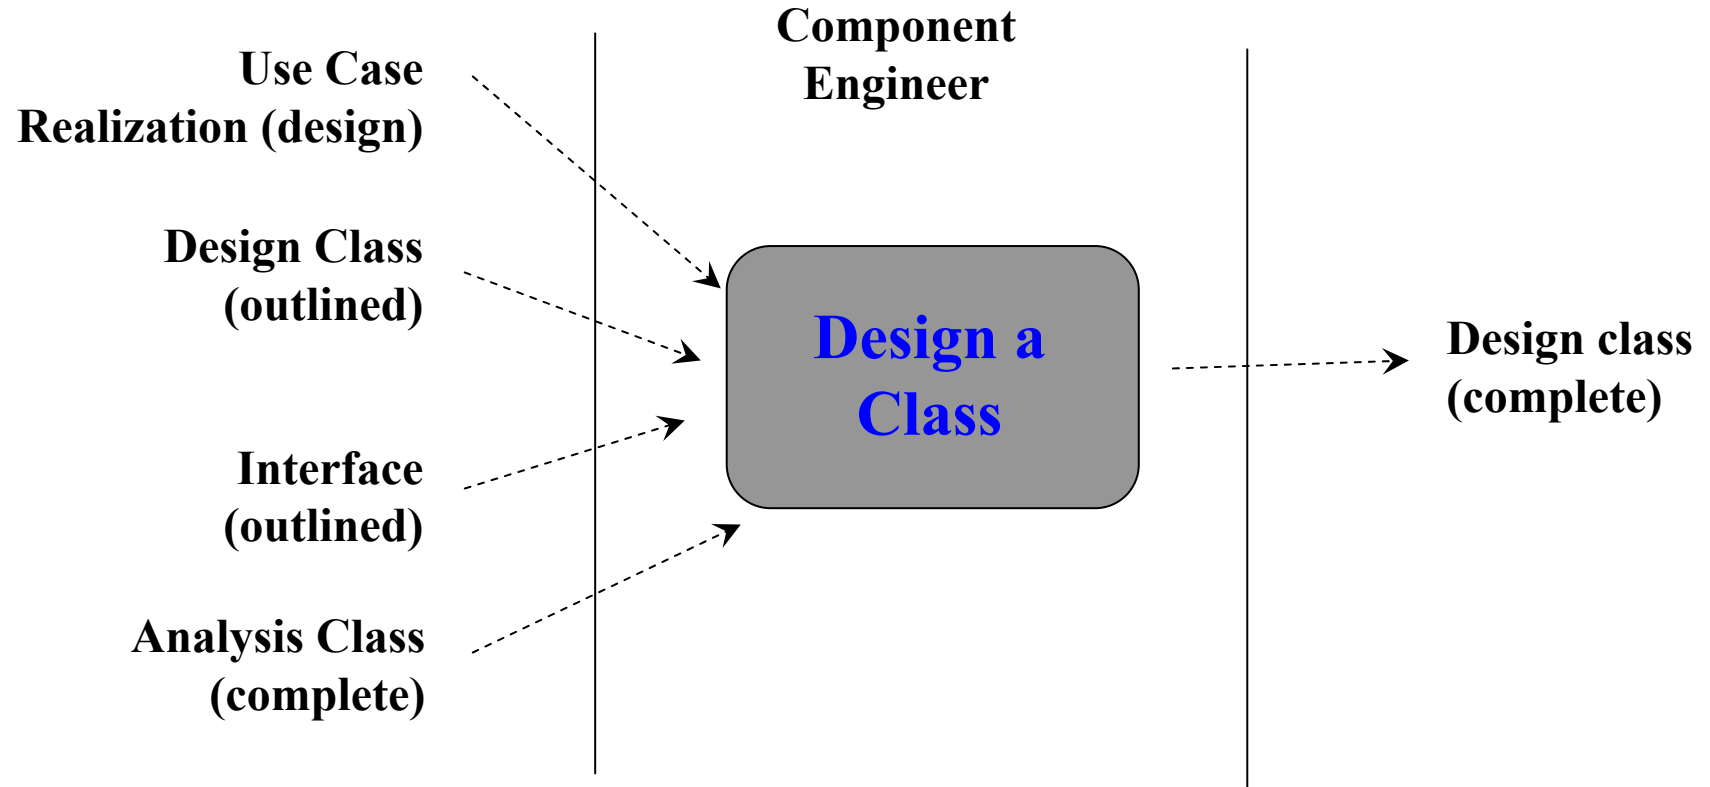 Component
Engineer
Use Case
Realization (design)
Design Class
(outlined)
Interface
(outlined)
Analysis Class
(complete)
Design a
Class
Design class
(complete)